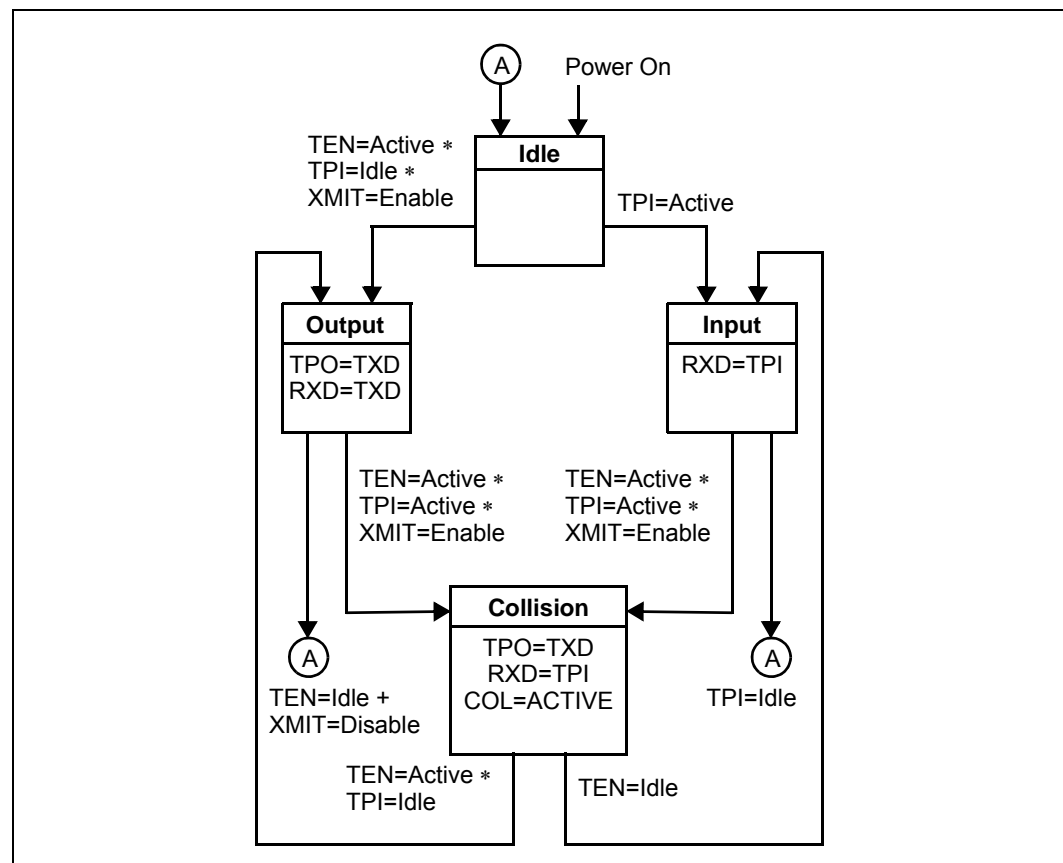 A
Power On
TEN=Active *
TPI=Idle *
XMIT=Enable
Idle
TPI=Active
Output
TPO=TXD
RXD=TXD
Input
RXD=TPI
TEN=Active *
TPI=Active *
XMIT=Enable
TEN=Active *
TPI=Active *
XMIT=Enable
Collision
TPO=TXD
RXD=TPI
COL=ACTIVE
A
TEN=Idle +
XMIT=Disable
A
TPI=Idle
TEN=Active *
TPI=Idle
TEN=Idle